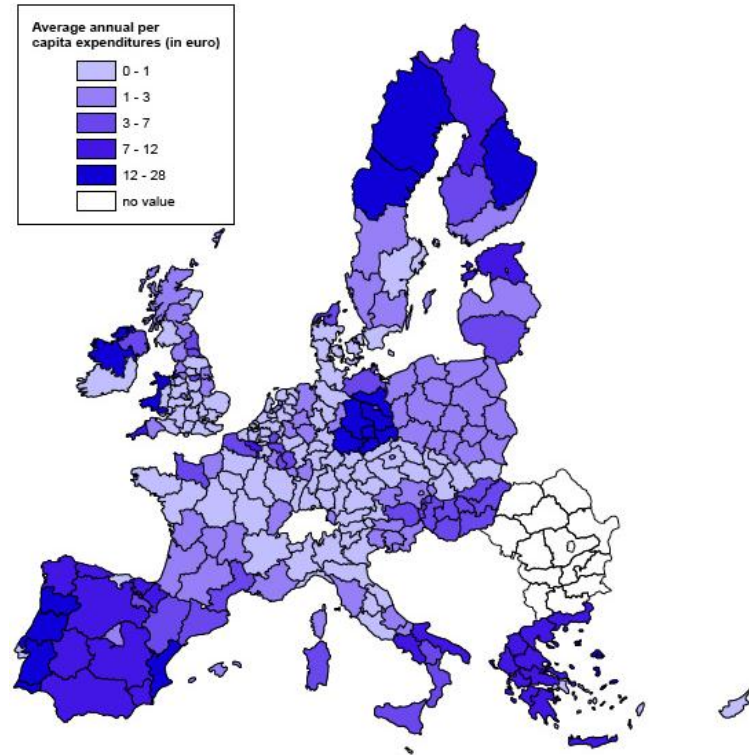 Average annual per
capita expenditures (in euro)
0 - 1
1 - 3
3 - 7
7 - 12
12 - 28
no value